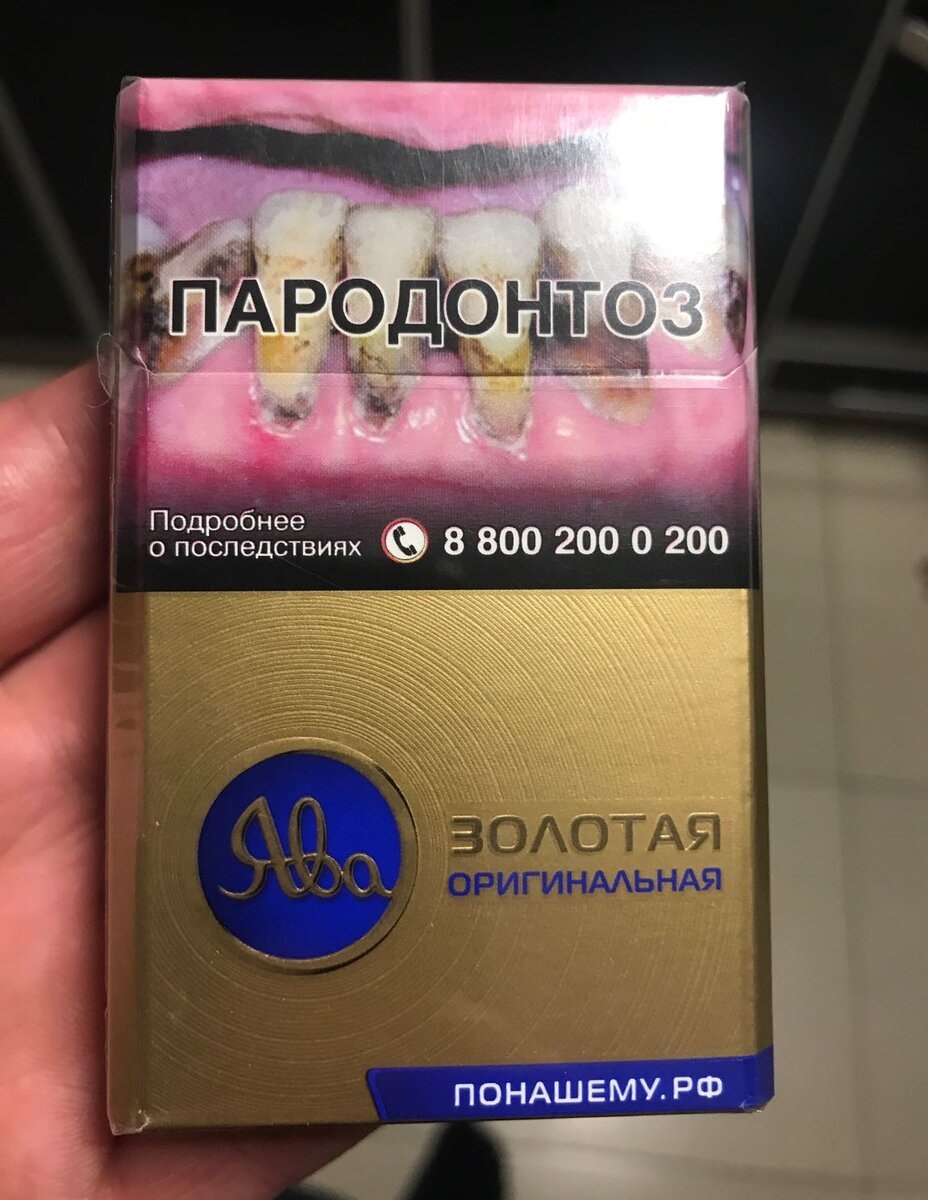 ПАРОДОНТОЗ
Подробнее
о последствиях
8 800 200 0 200
Ява
ЗОЛОТАЯ
ОРИГИНАЛЬНАЯ
ПОНАШЕМУ.РФ